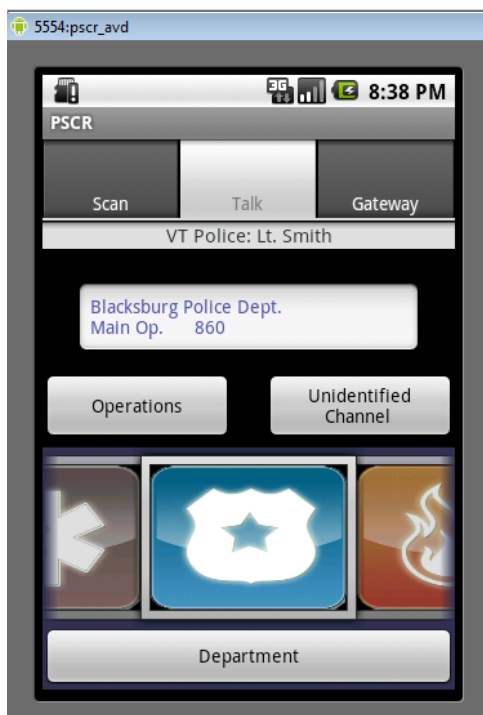 5554:pscr_avd
3G 8:38 PM
PSCR
Scan Talk Gateway
VT Police: Lt. Smith
Blacksburg Police Dept.
Main Op. 860
Operations
Unidentified
Channel
Department